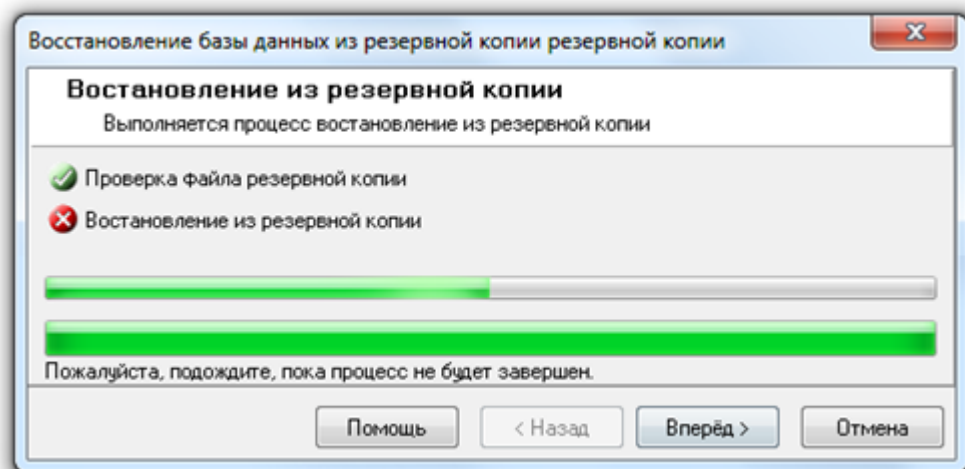 Восстановление базы данных из резервной копии резервной копии
Востановление из резервной копии
Выполняется процесс востановление из резервной копии
Проверка файла резервной копии
Востановление из резервной копии
Пожалуйста, подождите, пока процесс не будет завершен.
Помощь < Назад Вперёд > Отмена